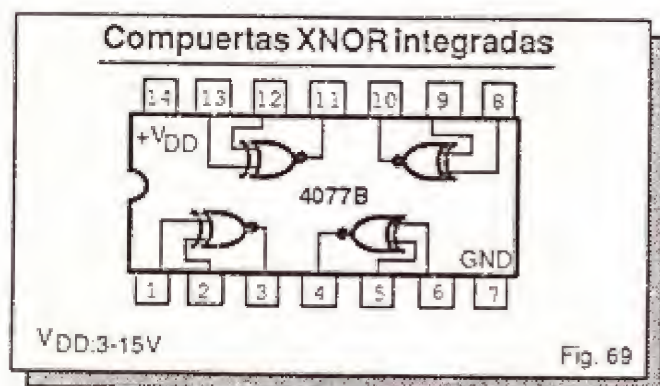 Compuertas XNOR integradas
14 13 12 11 10 9 8
+VDD
4077B
GND
1 2 3 4 5 6 7
VDD:3-15V
Fig. 69